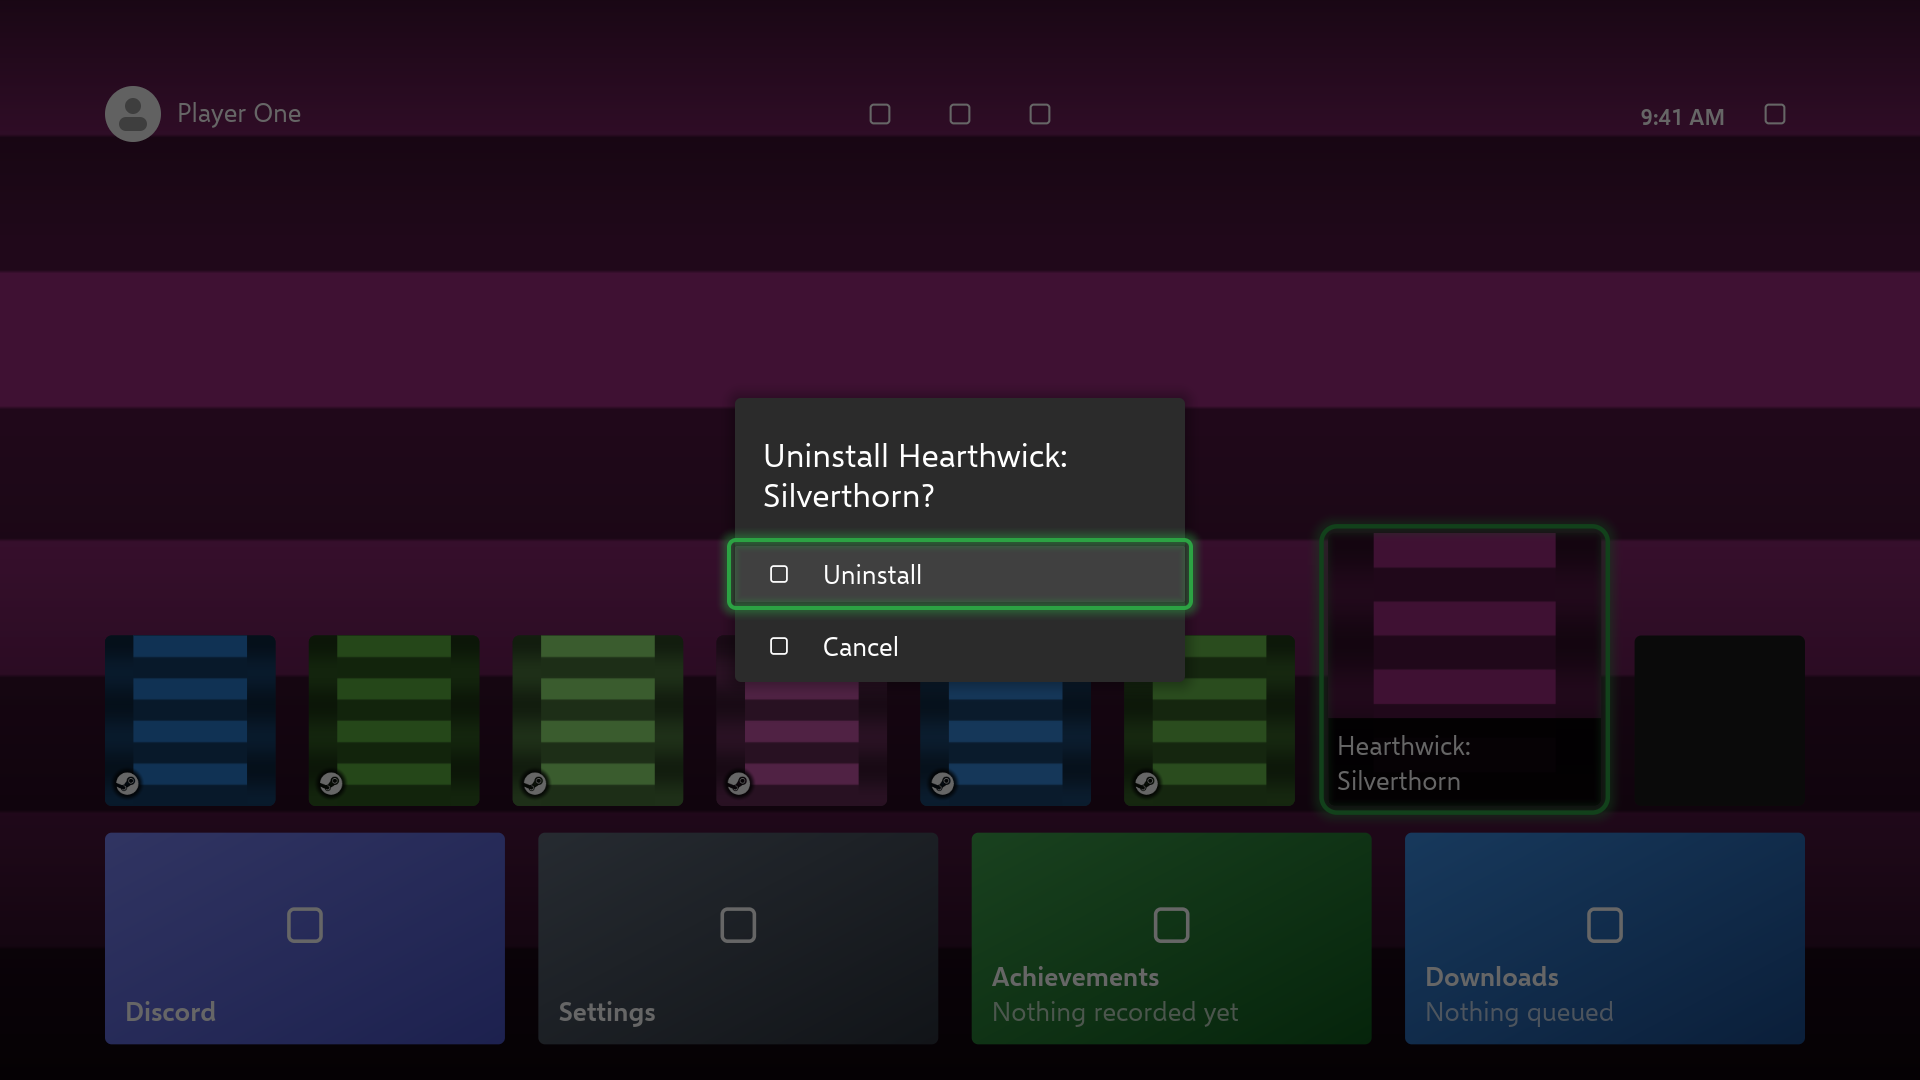 Player One
9:41 AM
Uninstall Hearthwick:
Silverthorn?
Uninstall
Cancel
Hearthwick:
Silverthorn
Discord
Settings
Achievements
Nothing recorded yet
Downloads
Nothing queued